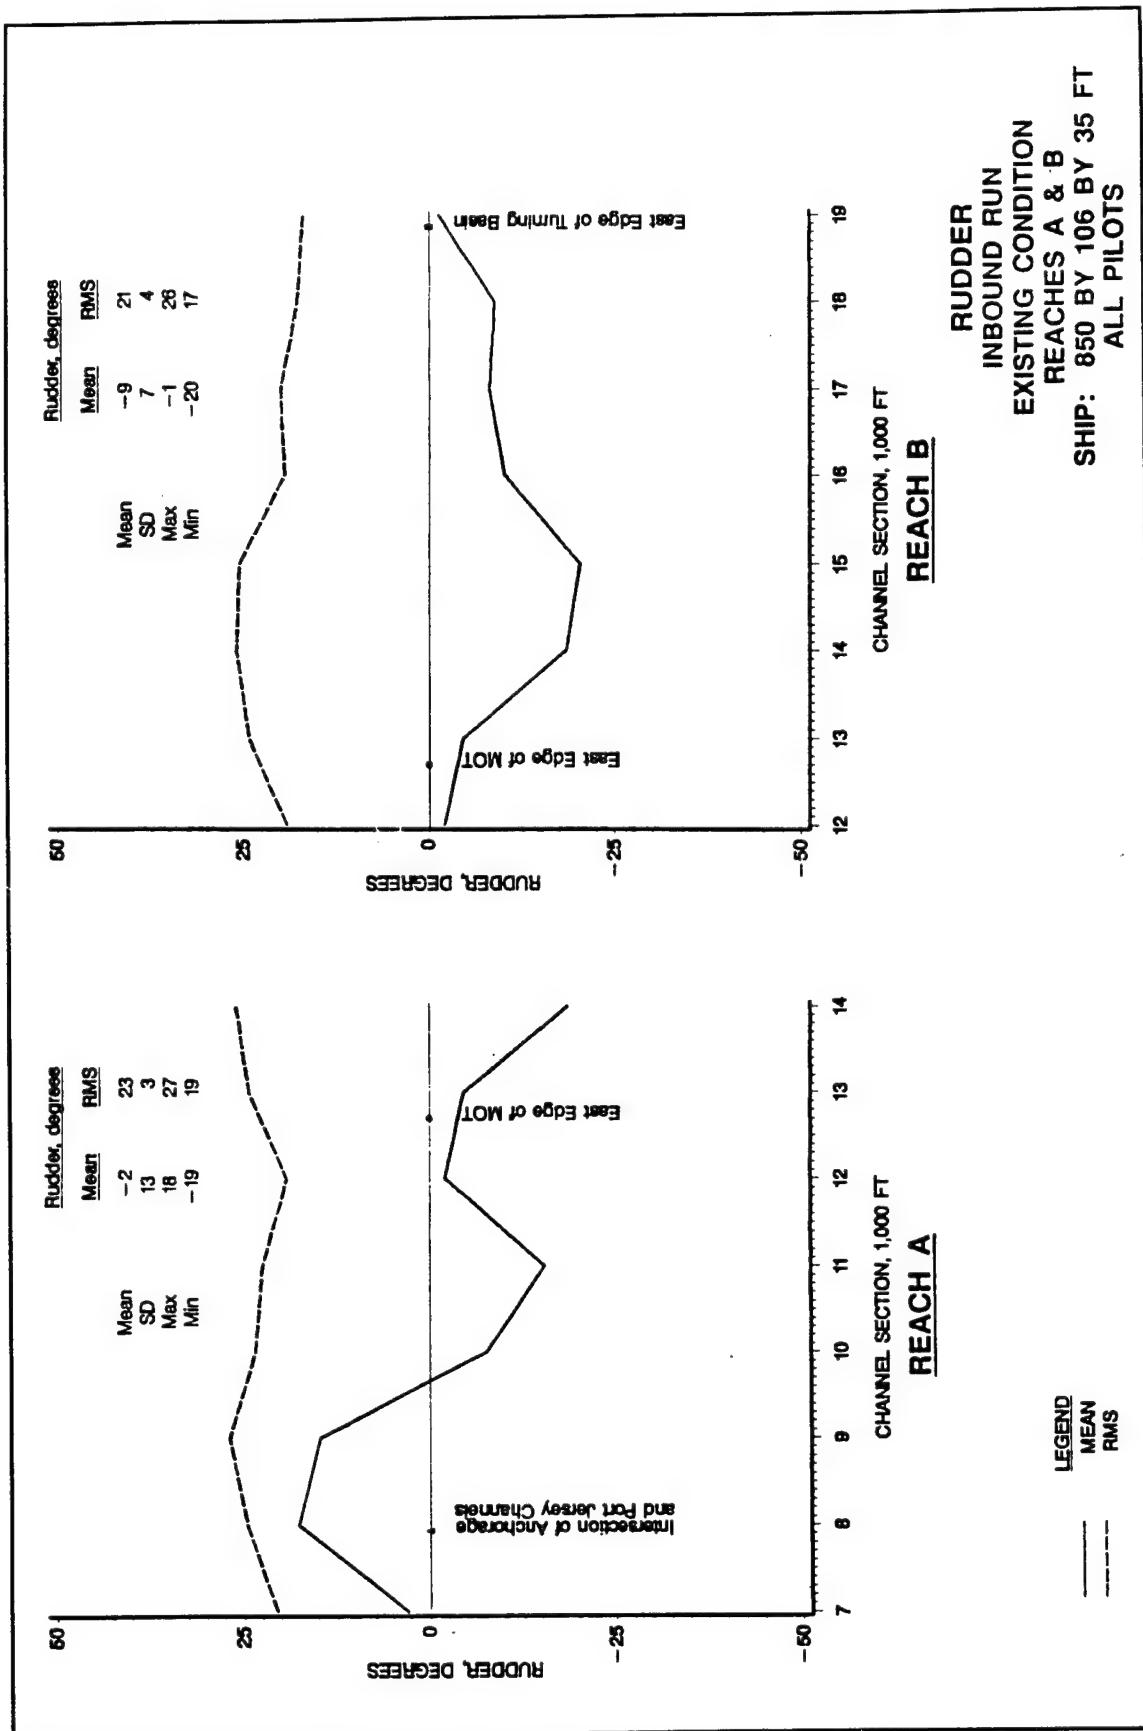 Rudder, degrees
Mean RMS
Mean -2 23
SD 13 3
Max 18 27
Min -19 19
50
25
0
-25
-50
RUDDER, DEGREES
Intersection of Anchorage
and Port Jersey Channels
East Edge of MOT
7 8 9 10 11 12 13 14
CHANNEL SECTION, 1,000 FT
REACH A
Rudder, degrees
Mean RMS
Mean -9 21
SD 7 4
Max -1 26
Min -20 17
50
25
0
-25
-50
RUDDER, DEGREES
East Edge of MOT
East Edge of Turning Basin
12 13 14 15 16 17 18 19
CHANNEL SECTION, 1,000 FT
REACH B
LEGEND
MEAN
RMS
RUDDER
INBOUND RUN
EXISTING CONDITION
REACHES A & B
SHIP: 850 BY 106 BY 35 FT
ALL PILOTS